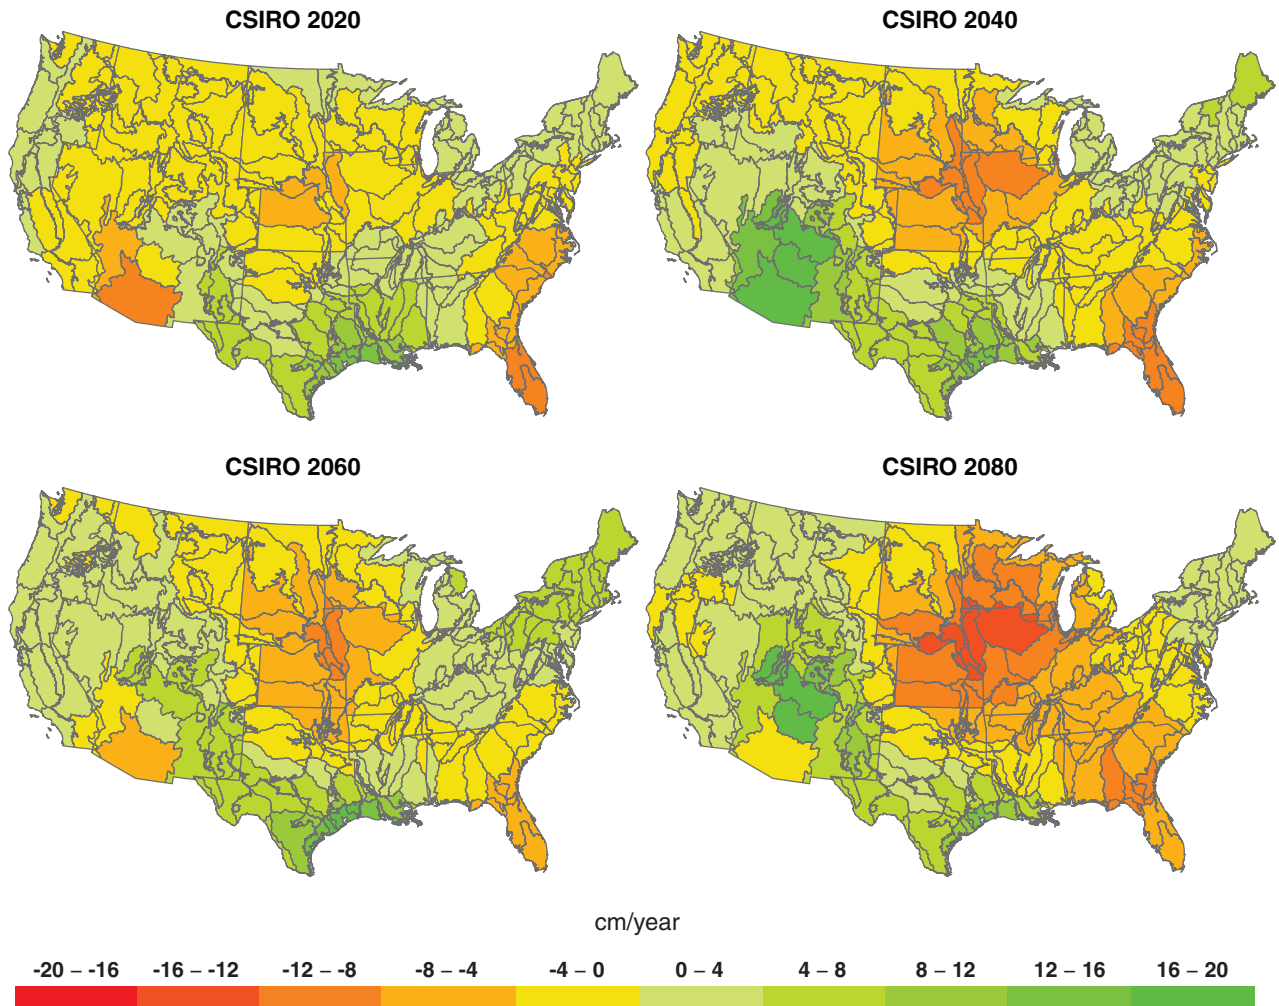 CSIRO 2020
CSIRO 2040
CSIRO 2060
CSIRO 2080
cm/year
-20 – -16 -16 – -12 -12 – -8 -8 – -4 -4 – 0 0 – 4 4 – 8 8 – 12 12 – 16 16 – 20